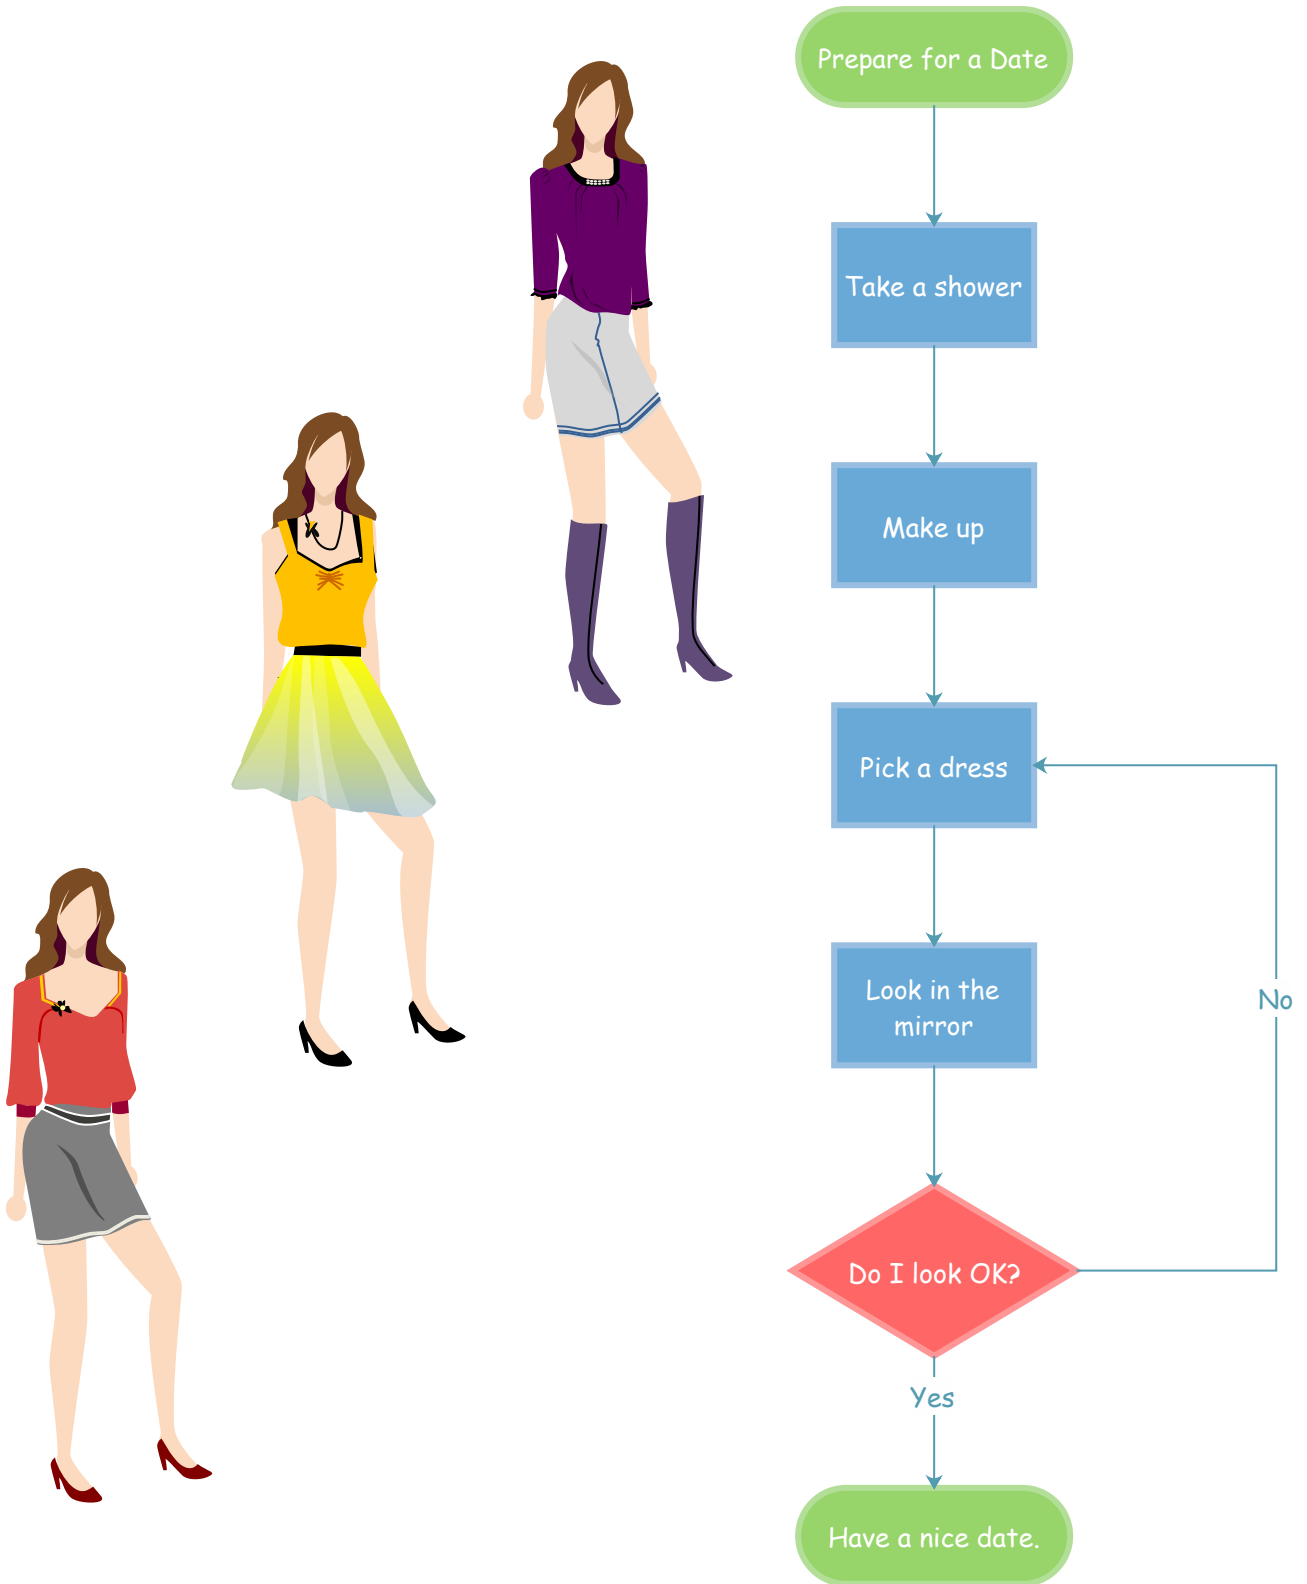 Prepare for a Date
Take a shower
Make up
Pick a dress
Look in the
mirror
No
Do I look OK?
Yes
Have a nice date.